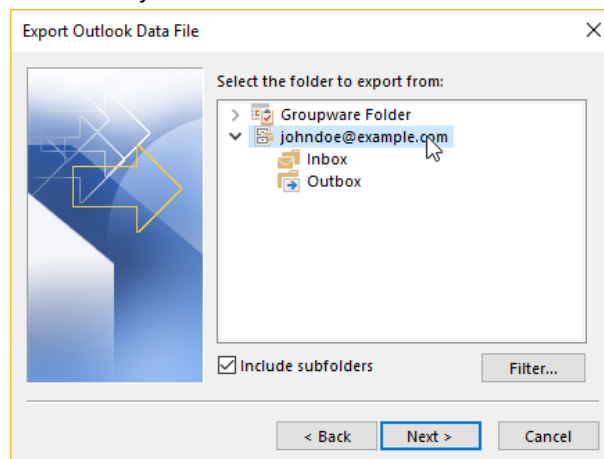 Export Outlook Data File
Select the folder to export from:
Groupware Folder
johndoe@example.com
Inbox
Outbox
Include subfolders
Filter...
< Back Next > Cancel